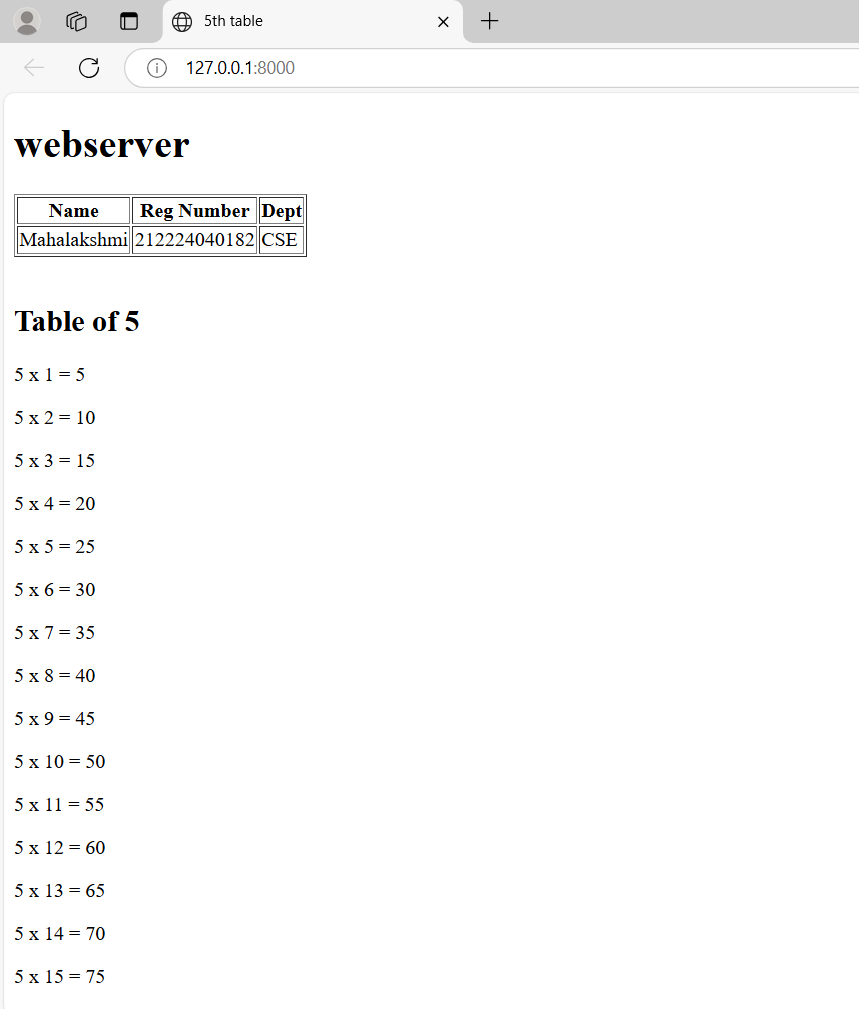 5th table
127.0.0.1:8000
webserver
Name Reg Number Dept
Mahalakshmi 212224040182 CSE
Table of 5
5 x 1 = 5
5 x 2 = 10
5 x 3 = 15
5 x 4 = 20
5 x 5 = 25
5 x 6 = 30
5 x 7 = 35
5 x 8 = 40
5 x 9 = 45
5 x 10 = 50
5 x 11 = 55
5 x 12 = 60
5 x 13 = 65
5 x 14 = 70
5 x 15 = 75